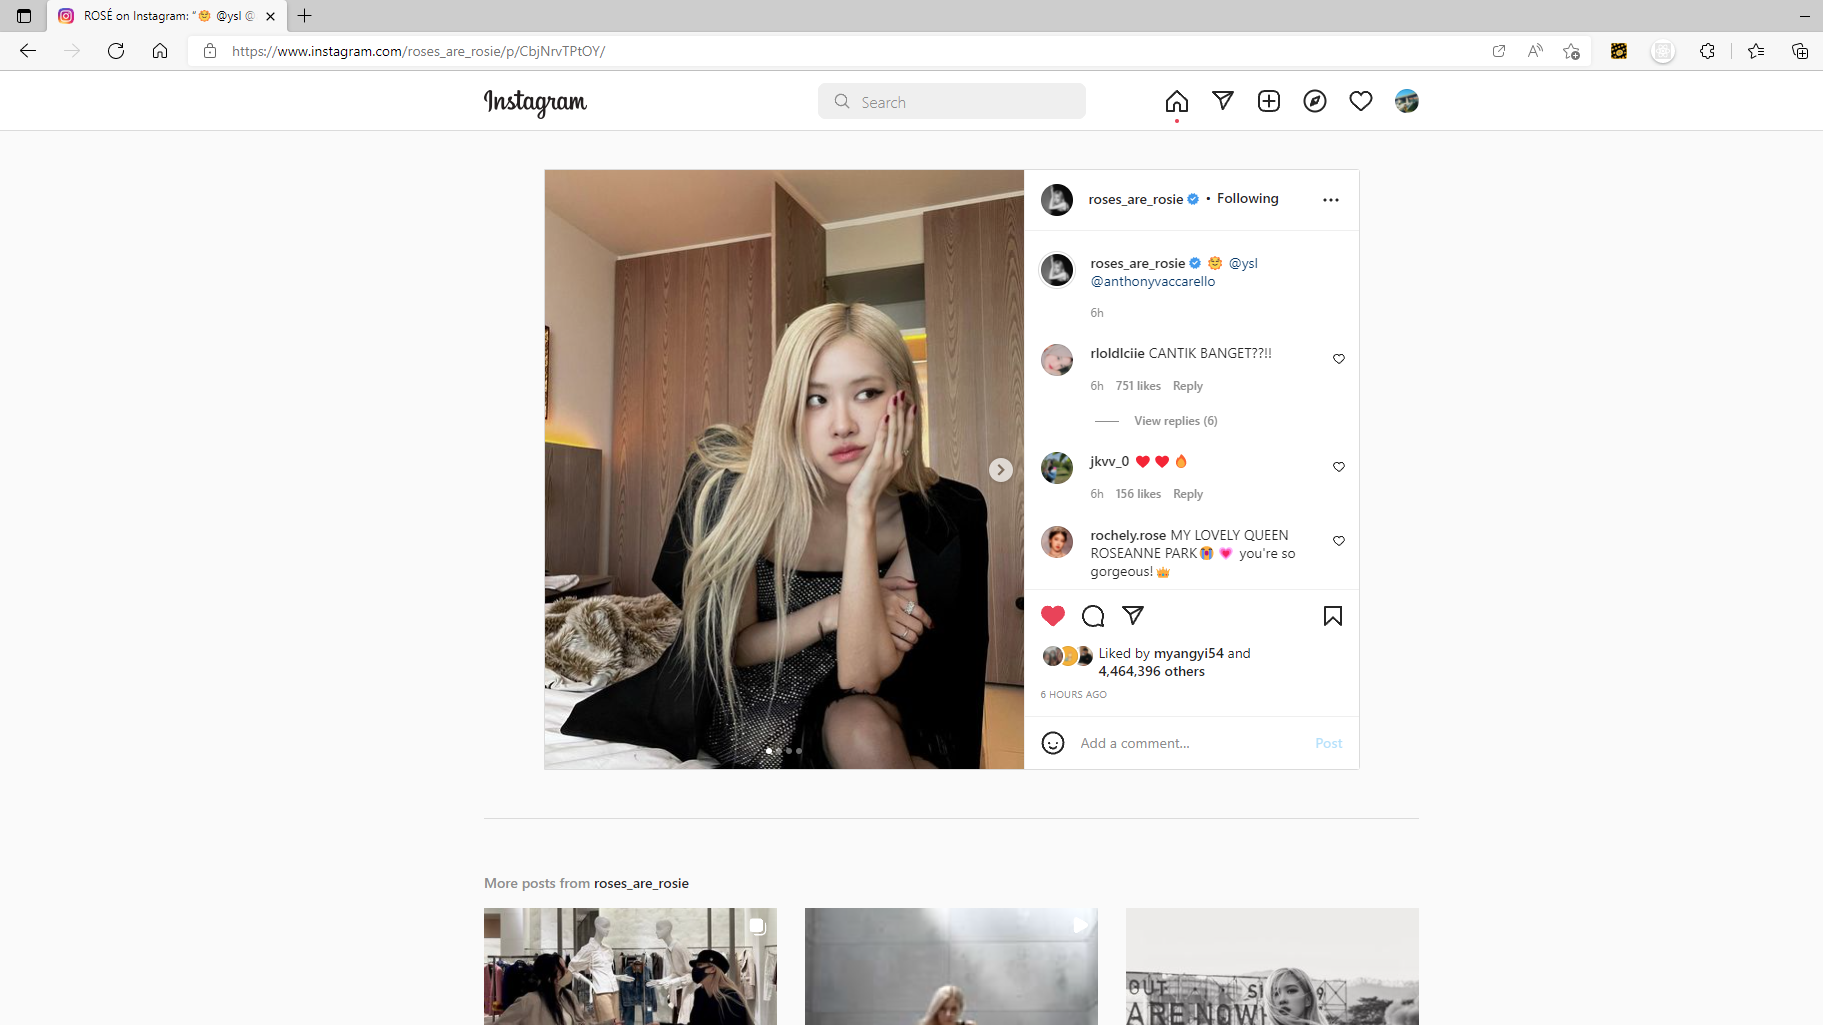 ROSÉ on Instagram: "🌼 @ysl @
https://www.instagram.com/roses_are_rosie/p/CbjNrvTPtOY/
Instagram
Search
roses_are_rosie • Following
roses_are_rosie 🌼 @ysl
@anthonyvaccarello
6h
rloldlciie CANTIK BANGET??!!
6h 751 likes Reply
View replies (6)
jkvv_0 ❤️ ❤️ 🔥
6h 156 likes Reply
rochely.rose MY LOVELY QUEEN
ROSEANNE PARK😭 💗 you're so
gorgeous! 👑
Liked by myangyi54 and
4,464,396 others
6 HOURS AGO
Add a comment...
Post
More posts from roses_are_rosie
OUT
ARE NOW